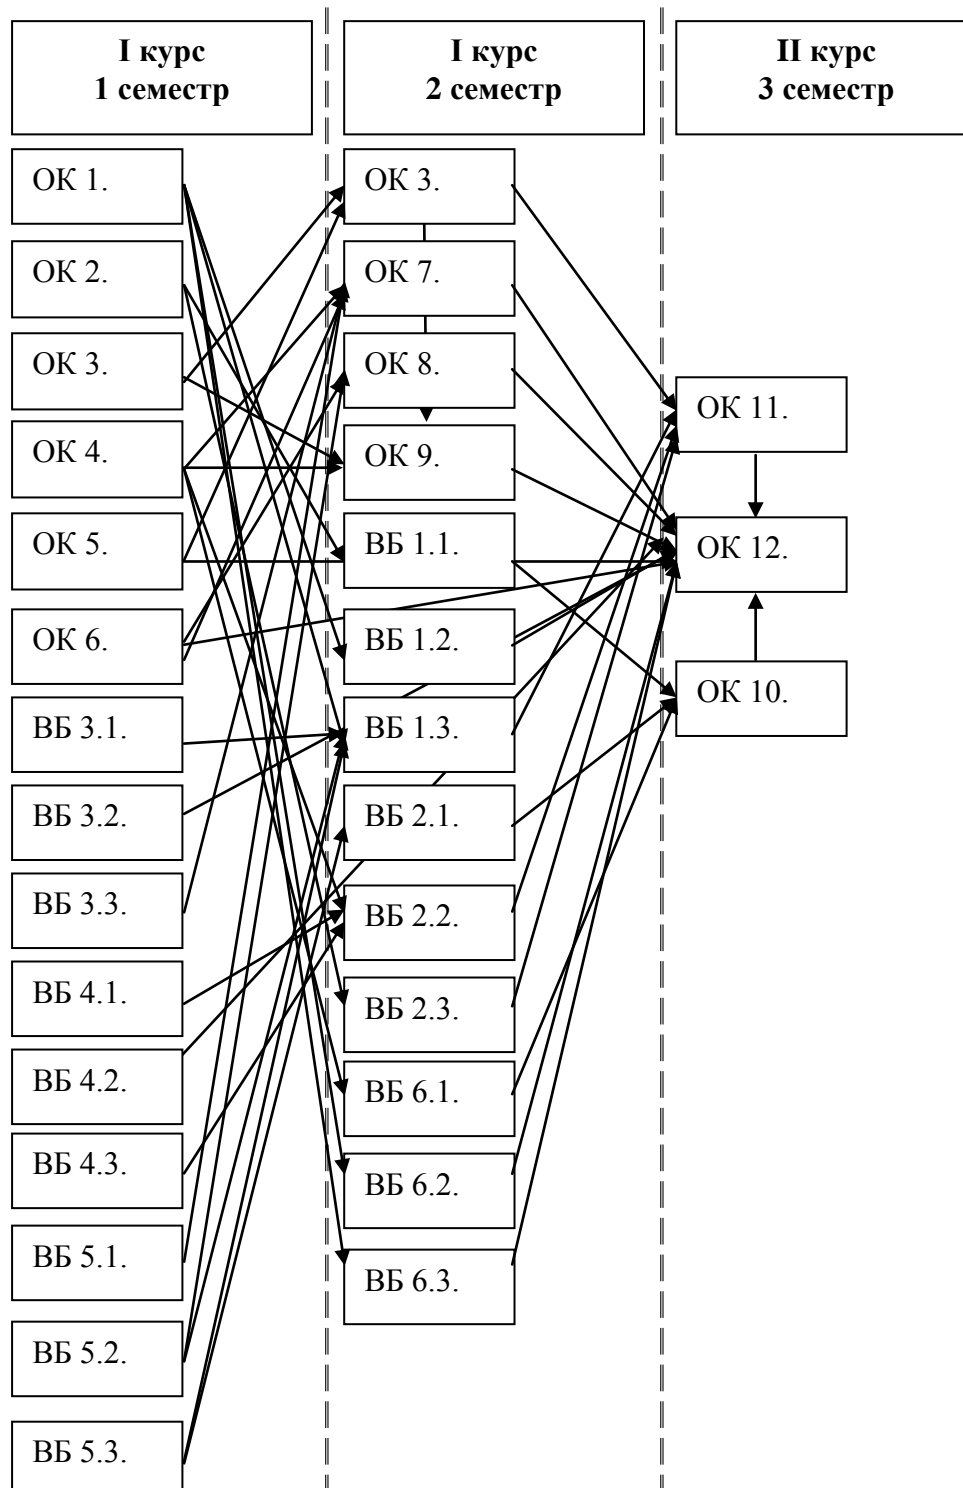 I курс
1 семестр
I курс
2 семестр
II курс
3 семестр
ОК 1.
ОК 2.
ОК 3.
ОК 4.
ОК 5.
ОК 6.
ВБ 3.1.
ВБ 3.2.
ВБ 3.3.
ВБ 4.1.
ВБ 4.2.
ВБ 4.3.
ВБ 5.1.
ВБ 5.2.
ВБ 5.3.
ОК 3.
ОК 7.
ОК 8.
ОК 9.
ВБ 1.1.
ВБ 1.2.
ВБ 1.3.
ВБ 2.1.
ВБ 2.2.
ВБ 2.3.
ВБ 6.1.
ВБ 6.2.
ВБ 6.3.
ОК 11.
ОК 12.
ОК 10.